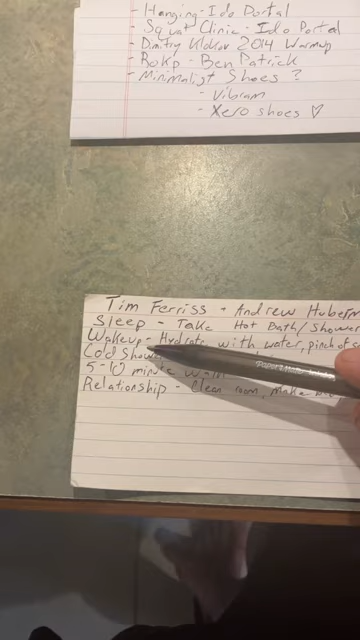 - Hanging - Ido Portal
- Squat Clinic - Ido Portal
- Dmitry Klokov 2014 Warmup
- Rokp - Ben Patrick
- Minimalist Shoes ?
- Vibram
- Xero shoes
Tim Ferriss - Andrew Huberm
Sleep - Take Hot Bath/Shower
Wakeup - Hydrate with water, pinch of s
Cold Shower
5-10 minute
Relationship - Clean room, Make
PaperMate